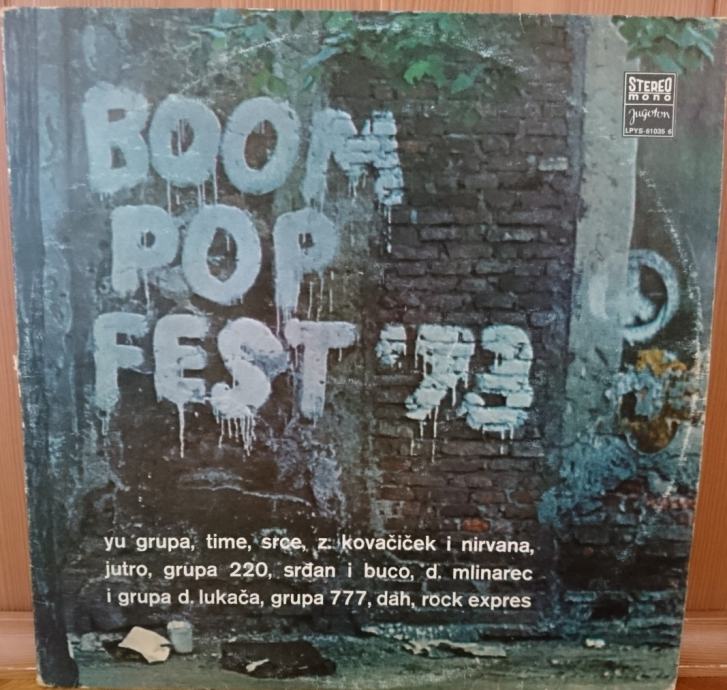 BOOM
POP
FEST '73
STEREO
mono
Jugoton
LPYS-61035 6
yu grupa, time, srce, z. kovačiček i nirvana,
jutro, grupa 220, srđan i buco, d. mlinarec
i grupa d. lukača, grupa 777, dah, rock expres